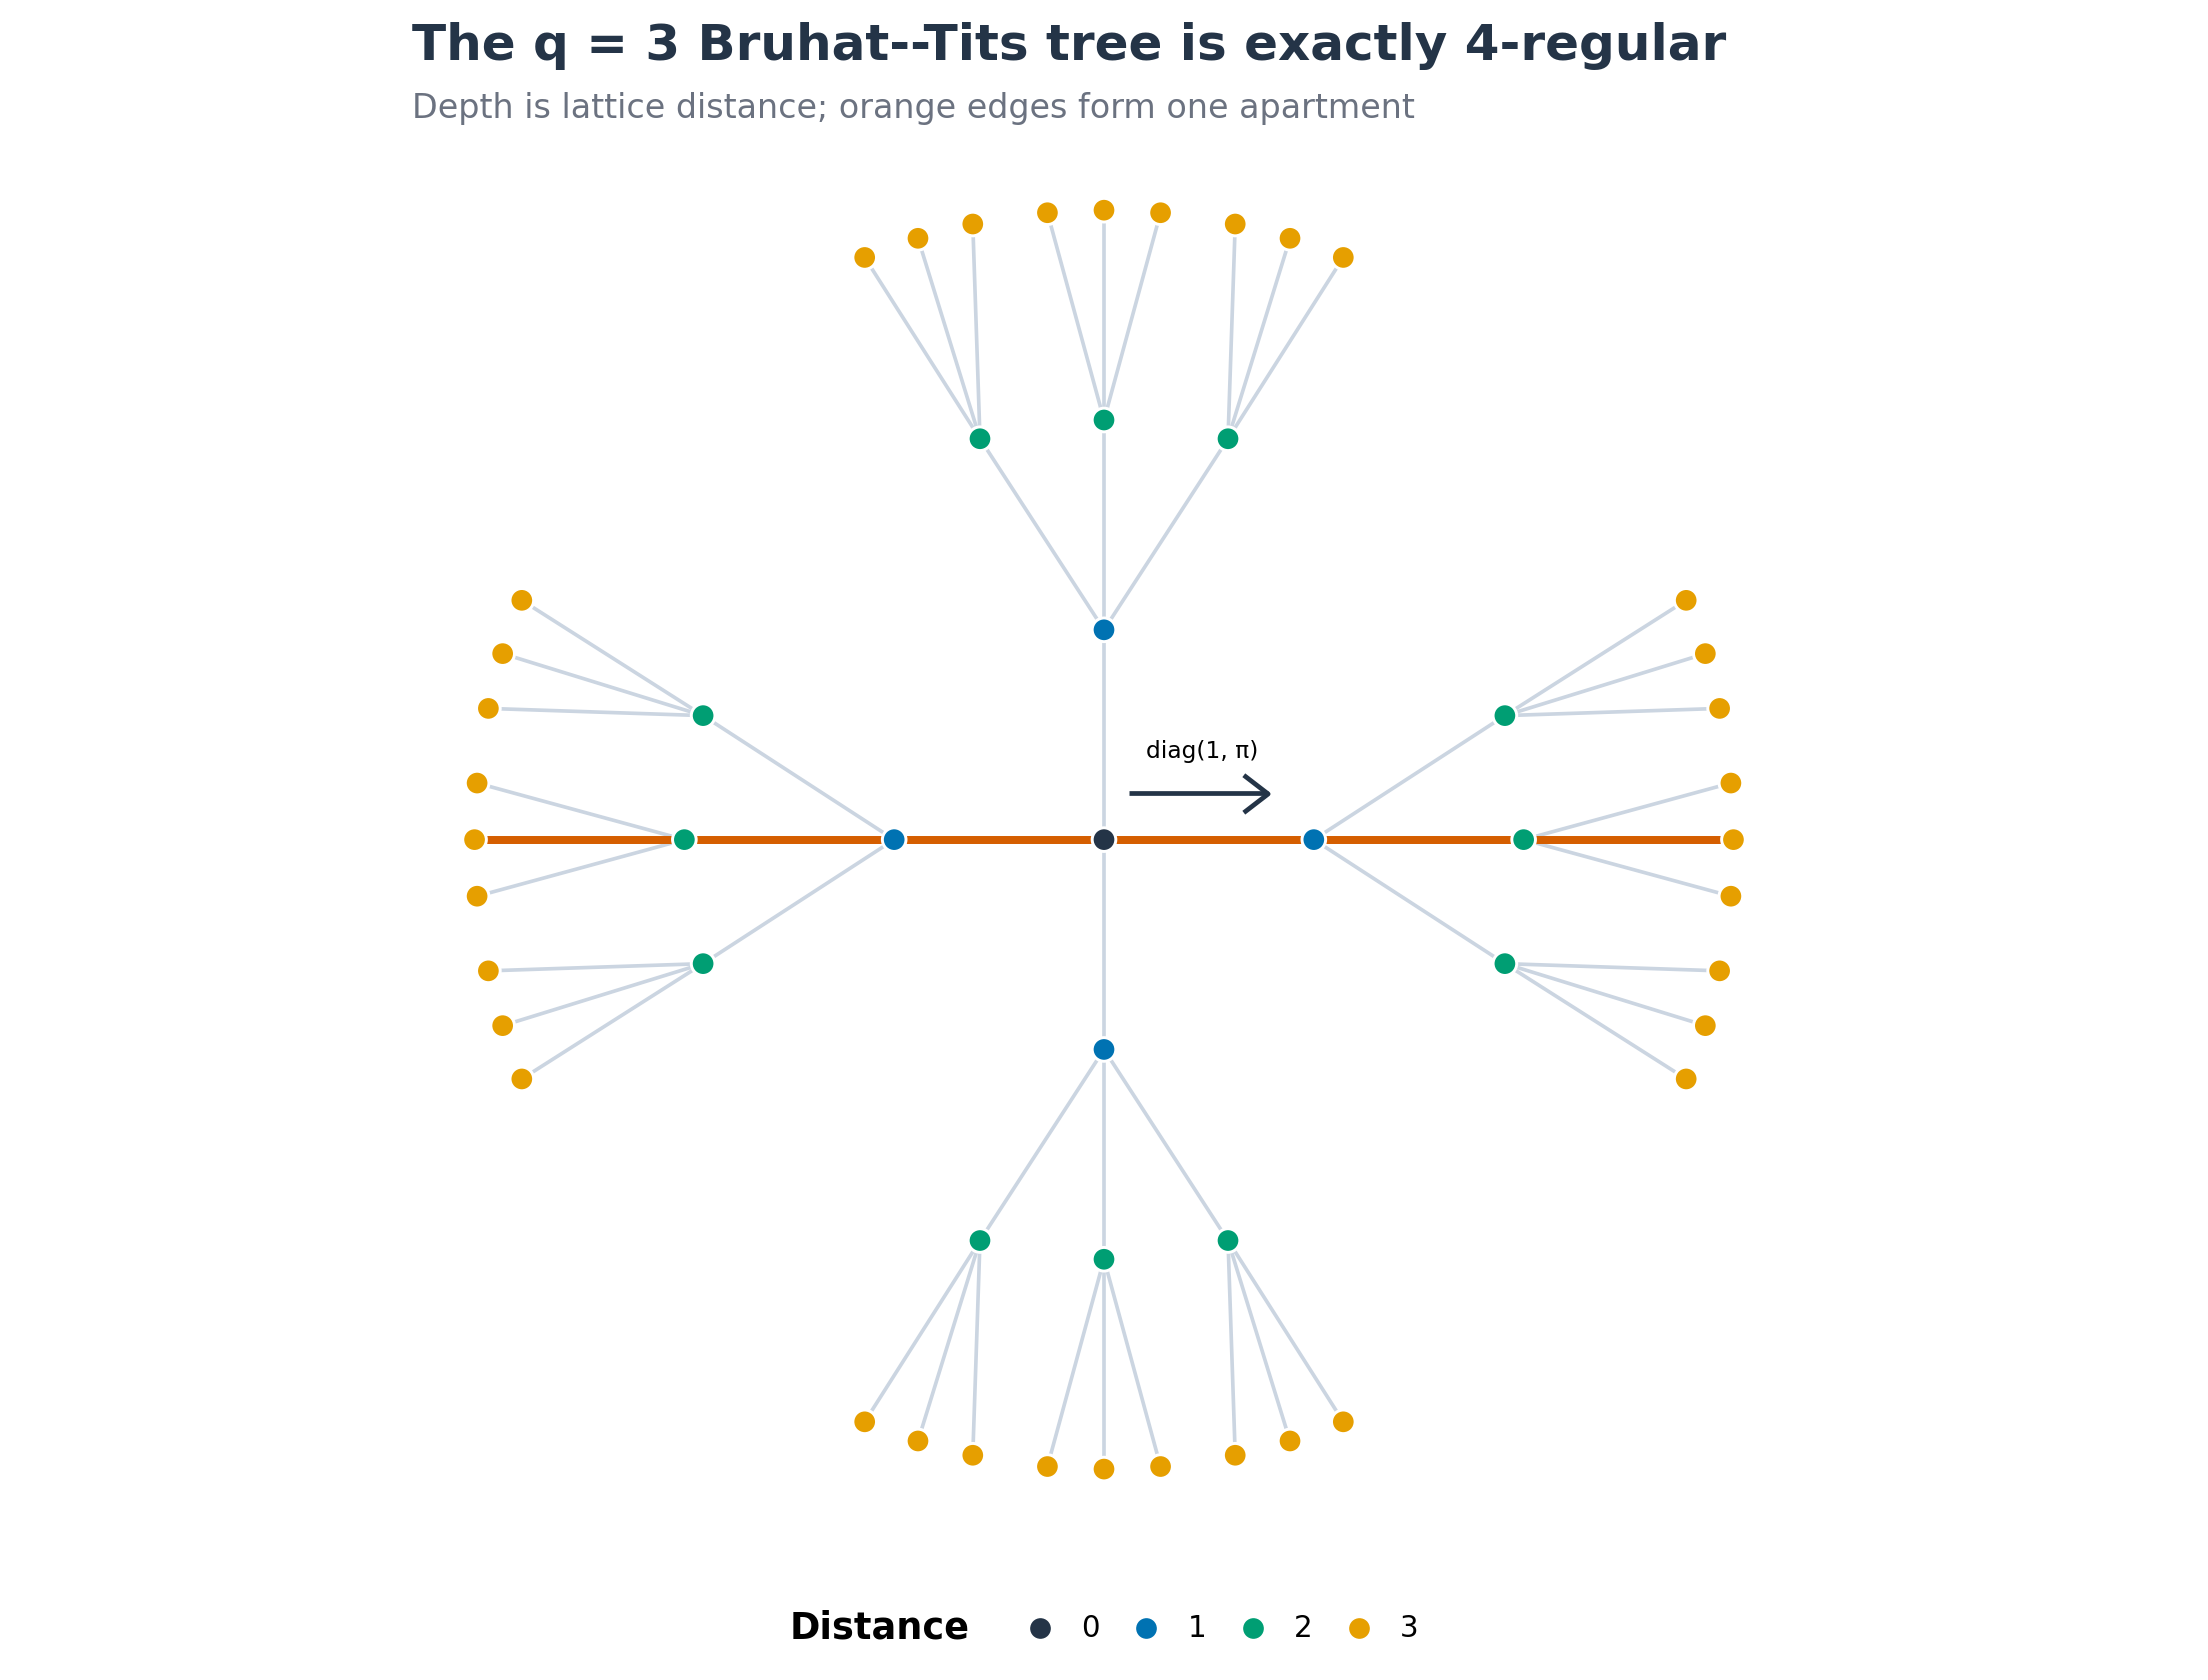 The q = 3 Bruhat--Tits tree is exactly 4-regular
Depth is lattice distance; orange edges form one apartment
diag(1, π)
Distance 0 1 2 3